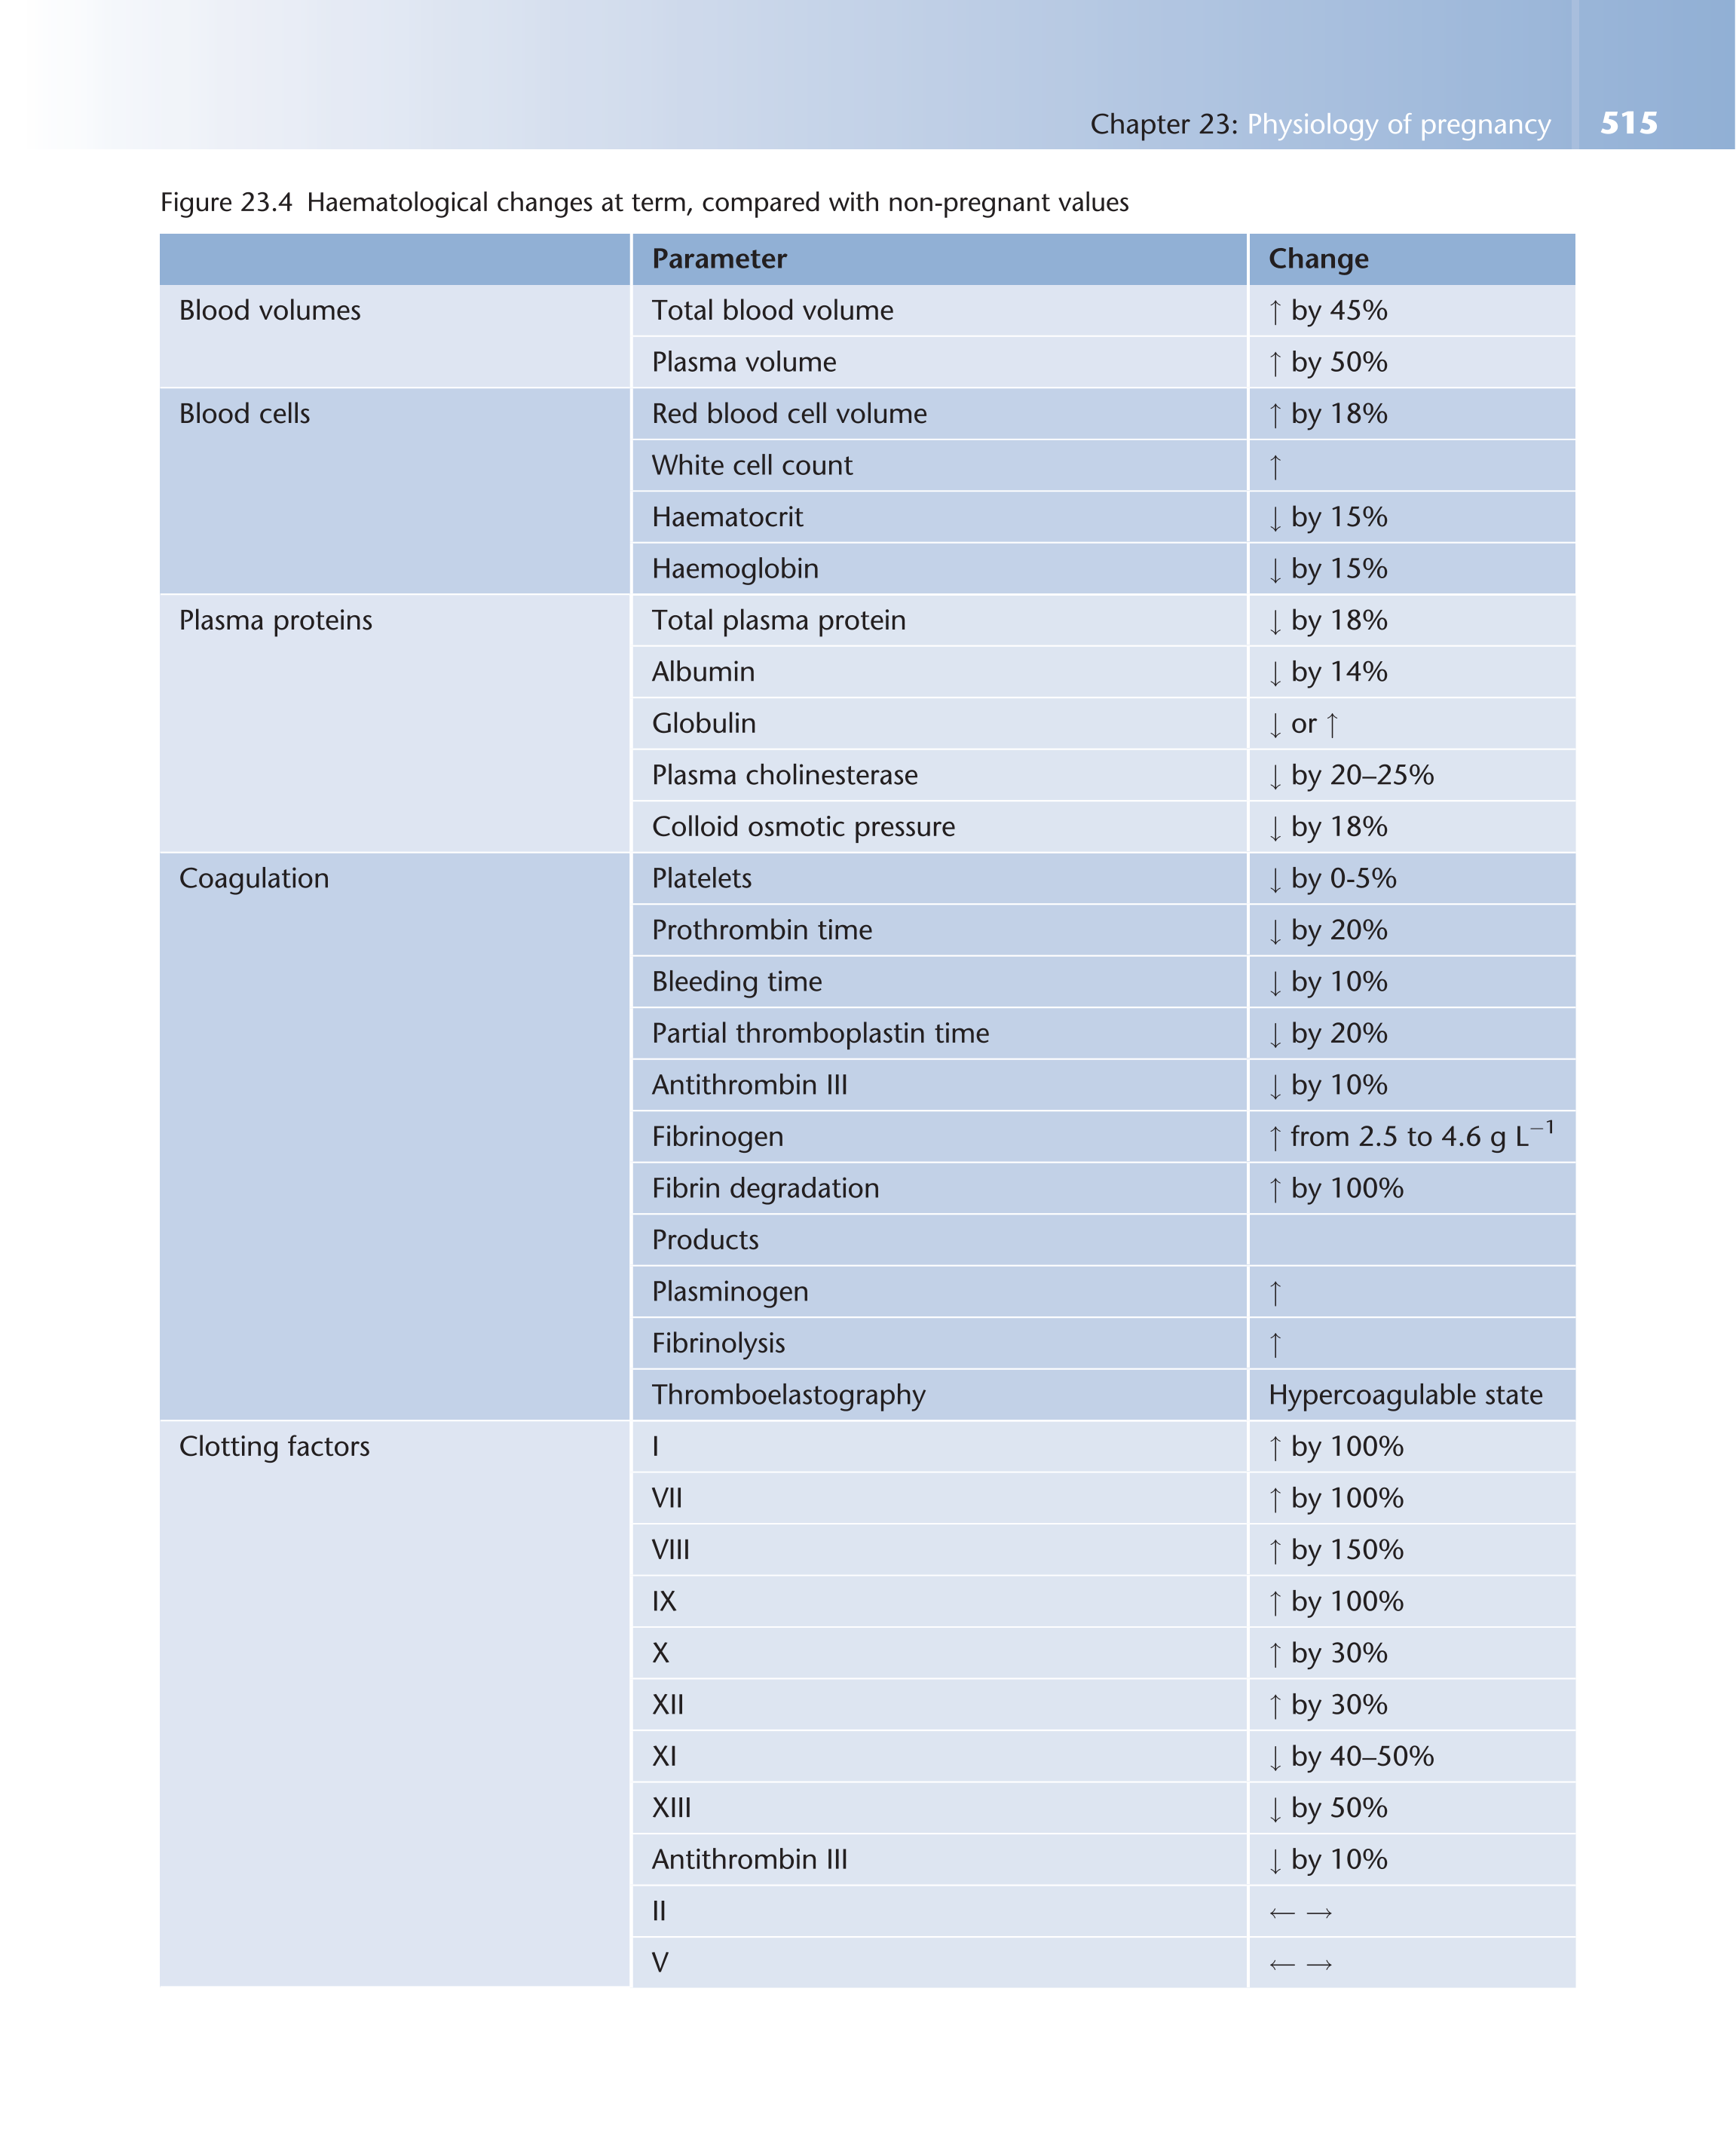 Chapter 23: Physiology of pregnancy 515
Figure 23.4 Haematological changes at term, compared with non-pregnant values
Parameter Change
Blood volumes Total blood volume ↑ by 45%
Plasma volume ↑ by 50%
Blood cells Red blood cell volume ↑ by 18%
White cell count ↑
Haematocrit ↓ by 15%
Haemoglobin ↓ by 15%
Plasma proteins Total plasma protein ↓ by 18%
Albumin ↓ by 14%
Globulin ↓ or ↑
Plasma cholinesterase ↓ by 20–25%
Colloid osmotic pressure ↓ by 18%
Coagulation Platelets ↓ by 0-5%
Prothrombin time ↓ by 20%
Bleeding time ↓ by 10%
Partial thromboplastin time ↓ by 20%
Antithrombin III ↓ by 10%
Fibrinogen ↑ from 2.5 to 4.6 g L⁻¹
Fibrin degradation ↑ by 100%
Products
Plasminogen ↑
Fibrinolysis ↑
Thromboelastography Hypercoagulable state
Clotting factors I ↑ by 100%
VII ↑ by 100%
VIII ↑ by 150%
IX ↑ by 100%
X ↑ by 30%
XII ↑ by 30%
XI ↓ by 40–50%
XIII ↓ by 50%
Antithrombin III ↓ by 10%
II ← →
V ← →